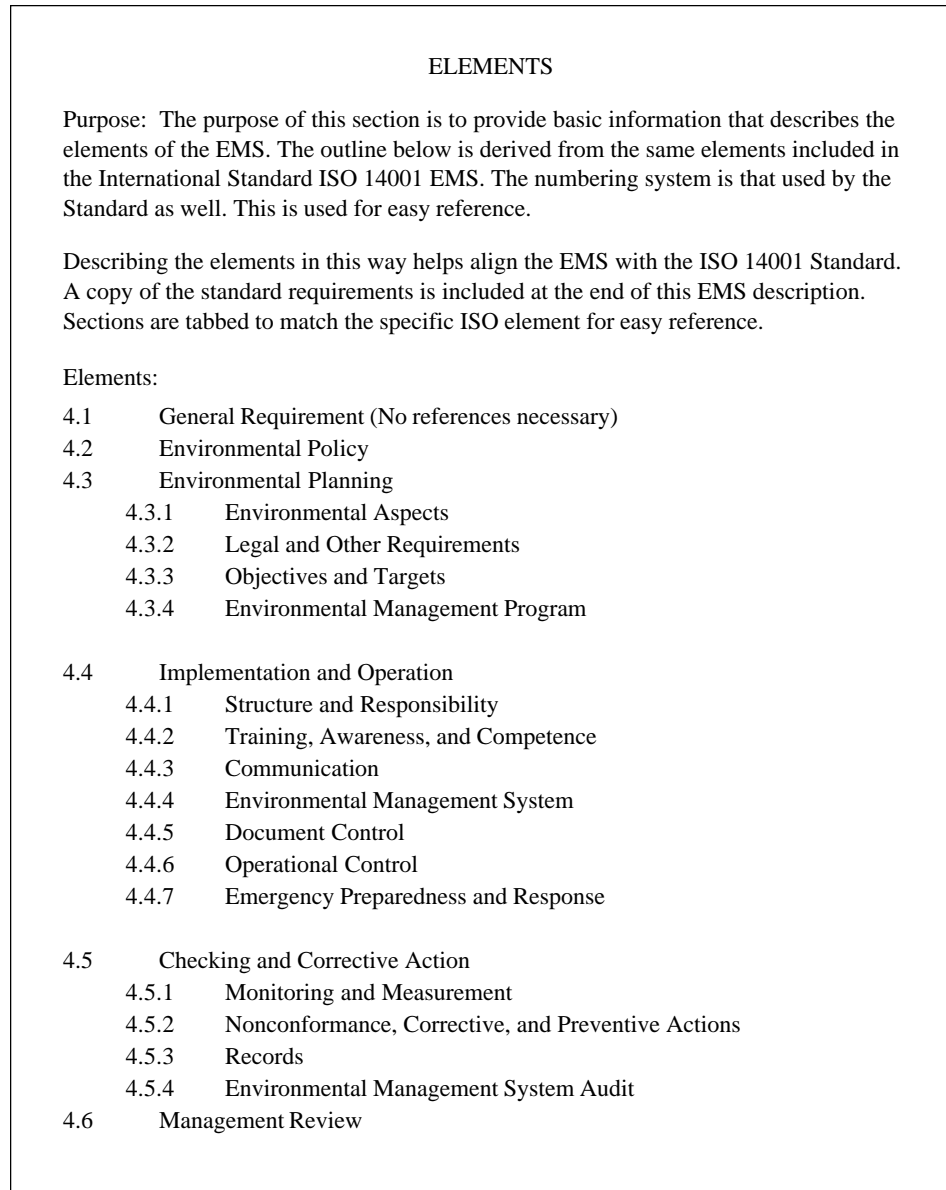 ELEMENTS
Purpose:  The purpose of this section is to provide basic information that describes the
elements of the EMS. The outline below is derived from the same elements included in
the International Standard ISO 14001 EMS. The numbering system is that used by the
Standard as well. This is used for easy reference.
Describing the elements in this way helps align the EMS with the ISO 14001 Standard.
A copy of the standard requirements is included at the end of this EMS description.
Sections are tabbed to match the specific ISO element for easy reference.
Elements:
4.1 General Requirement (No references necessary)
4.2 Environmental Policy
4.3 Environmental Planning
4.3.1 Environmental Aspects
4.3.2 Legal and Other Requirements
4.3.3 Objectives and Targets
4.3.4 Environmental Management Program
4.4 Implementation and Operation
4.4.1 Structure and Responsibility
4.4.2 Training, Awareness, and Competence
4.4.3 Communication
4.4.4 Environmental Management System
4.4.5 Document Control
4.4.6 Operational Control
4.4.7 Emergency Preparedness and Response
4.5 Checking and Corrective Action
4.5.1 Monitoring and Measurement
4.5.2 Nonconformance, Corrective, and Preventive Actions
4.5.3 Records
4.5.4 Environmental Management System Audit
4.6 Management Review